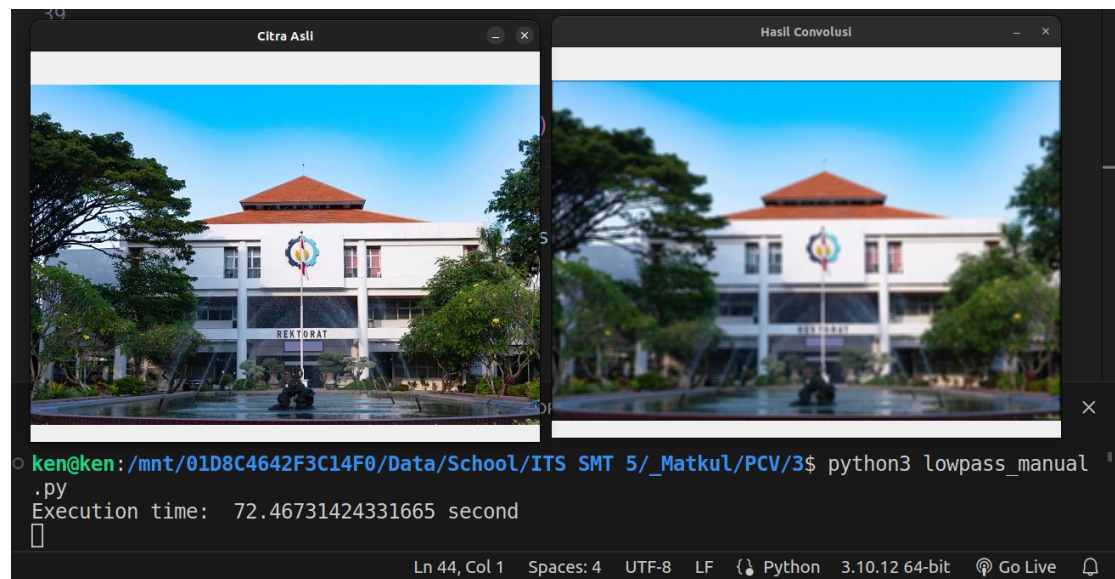 39
Citra Asli
Hasil Convolusi
)
s
REKTORAT
REKTORAT
ken@ken:/mnt/01D8C4642F3C14F0/Data/School/ITS SMT 5/_Matkul/PCV/3$ python3 lowpass_manual
.py
Execution time:  72.46731424331665 second
Ln 44, Col 1 Spaces: 4 UTF-8 LF Python 3.10.12 64-bit Go Live